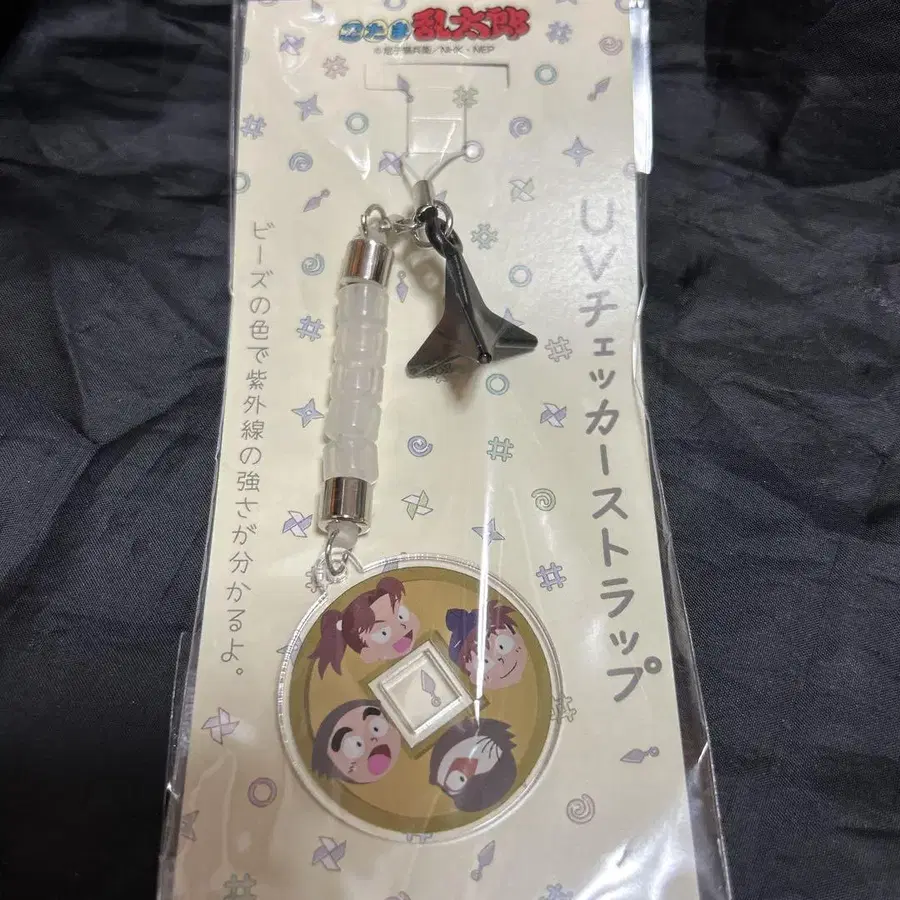 忍たま乱太郎
©尼子騒兵衛/NHK・NEP
UVチェッカーストラップ
ビーズの色で紫外線の強さが分かるよ。